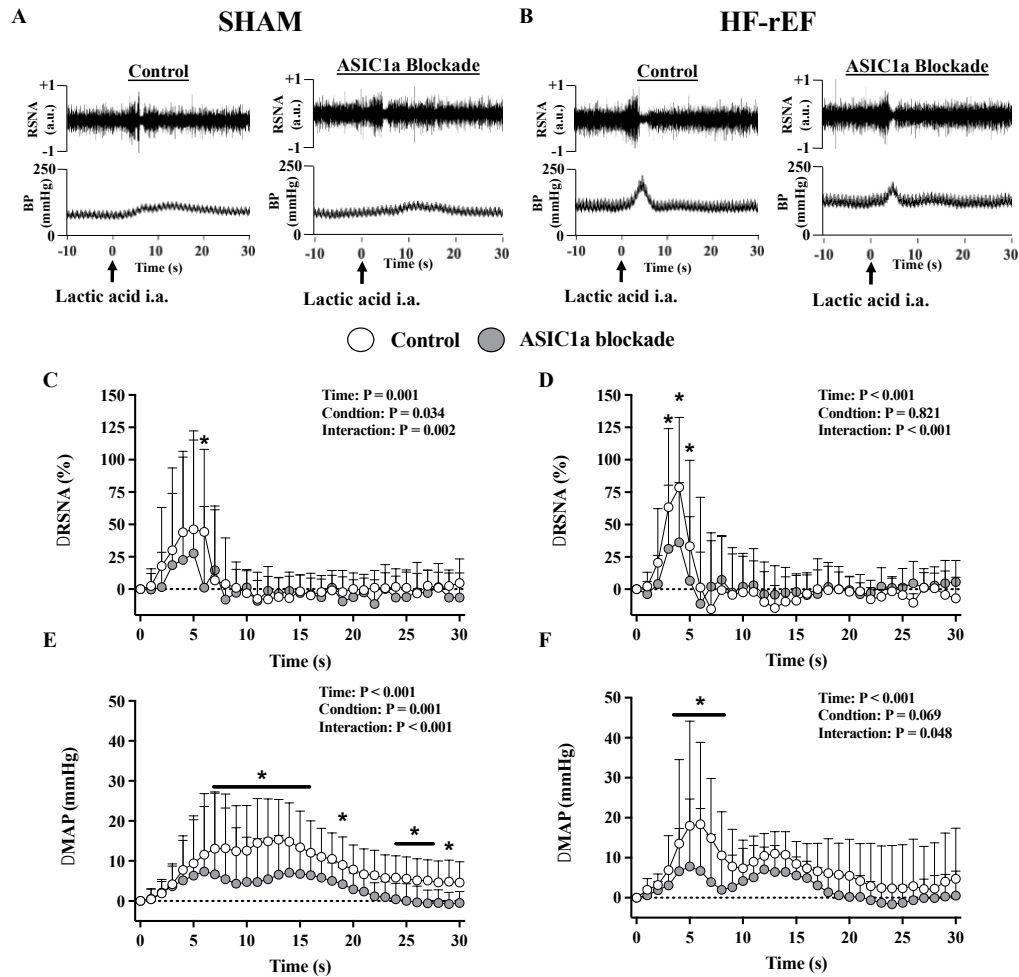 A
SHAM
B
HF-rEF
Control
ASIC1a Blockade
Control
ASIC1a Blockade
+1
RSNA
(a.u.)
-1
250
BP
(mmHg)
0
-10 0 10 20 30
Time (s)
Lactic acid i.a.
+1
RSNA
(a.u.)
-1
250
BP
(mmHg)
0
-10 0 10 20 30
Time (s)
Lactic acid i.a.
+1
RSNA
(a.u.)
-1
250
BP
(mmHg)
0
-10 0 10 20 30
Time (s)
Lactic acid i.a.
+1
RSNA
(a.u.)
-1
250
BP
(mmHg)
0
-10 0 10 20 30
Time (s)
Lactic acid i.a.
Control ASIC1a blockade
C
Time: P = 0.001
Condtion: P = 0.034
Interaction: P = 0.002
*
150
125
100
75
50
25
0
-25
DRSNA (%)
0 5 10 15 20 25 30
Time (s)
D
Time: P < 0.001
Condtion: P = 0.821
Interaction: P < 0.001
* * *
150
125
100
75
50
25
0
-25
DRSNA (%)
0 5 10 15 20 25 30
Time (s)
E
Time: P < 0.001
Condtion: P = 0.001
Interaction: P < 0.001
* * * *
50
40
30
20
10
0
DMAP (mmHg)
0 5 10 15 20 25 30
Time (s)
F
Time: P < 0.001
Condtion: P = 0.069
Interaction: P = 0.048
*
50
40
30
20
10
0
DMAP (mmHg)
0 5 10 15 20 25 30
Time (s)